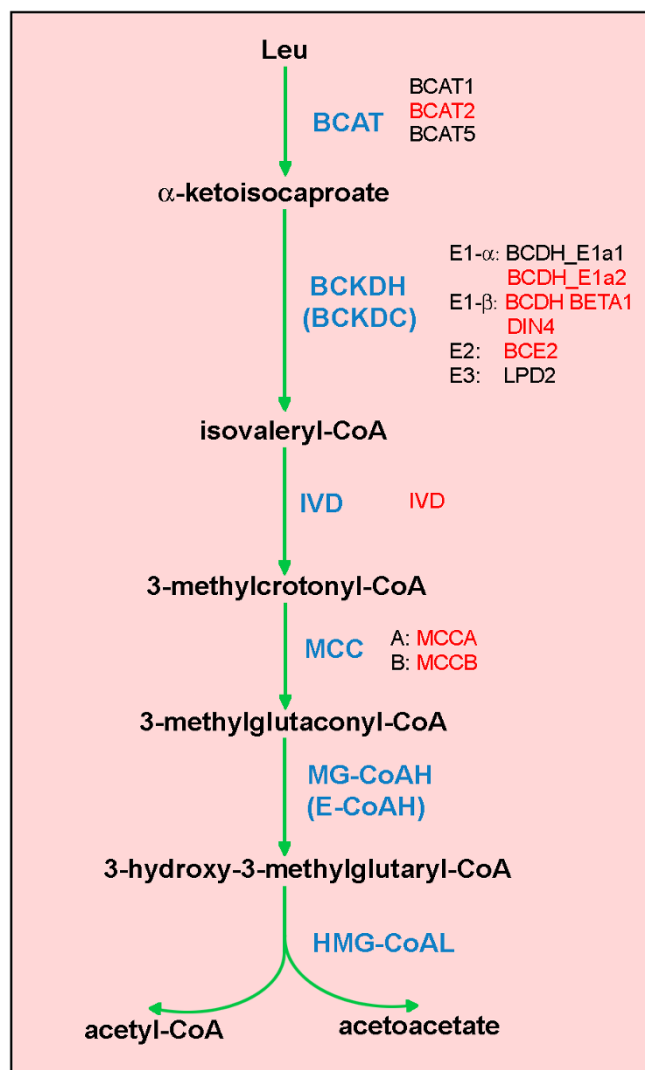 Leu
BCAT
BCAT1
BCAT2
BCAT5
α-ketoisocaproate
BCKDH
(BCKDC)
E1-α: BCDH_E1a1
BCDH_E1a2
E1-β: BCDH BETA1
DIN4
E2: BCE2
E3: LPD2
isovaleryl-CoA
IVD
IVD
3-methylcrotonyl-CoA
MCC
A: MCCA
B: MCCB
3-methylglutaconyl-CoA
MG-CoAH
(E-CoAH)
3-hydroxy-3-methylglutaryl-CoA
HMG-CoAL
acetyl-CoA
acetoacetate